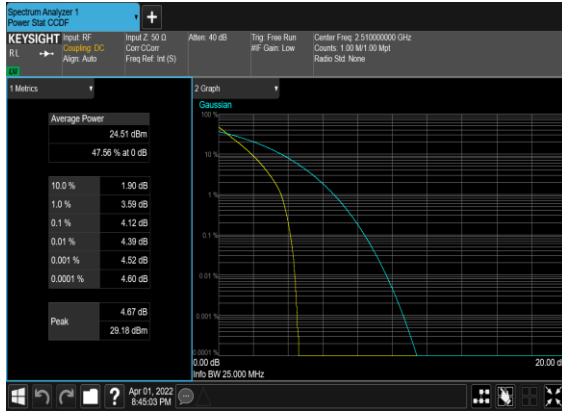 Spectrum Analyzer 1
Power Stat CCDF
KEYSIGHT
RL
LU
Input: RF
Coupling: DC
Align: Auto
Input Z: 50 Ω
Corr CCorr
Freq Ref: Int (S)
Atten: 40 dB
Trig: Free Run
#IF Gain: Low
Center Freq: 2.510000000 GHz
Counts: 1.00 M/1.00 Mpt
Radio Std: None
1 Metrics
Average Power
24.51 dBm
47.56 % at 0 dB
10.0 % 1.90 dB
1.0 % 3.59 dB
0.1 % 4.12 dB
0.01 % 4.39 dB
0.001 % 4.52 dB
0.0001 % 4.60 dB
Peak 4.67 dB
29.18 dBm
2 Graph
Gaussian
100 %
10 %
1 %
0.1 %
0.01 %
0.001 %
0.0001 %
0.00 dB 20.00 d
Info BW 25.000 MHz
?
Apr 01, 2022
8:45:03 PM